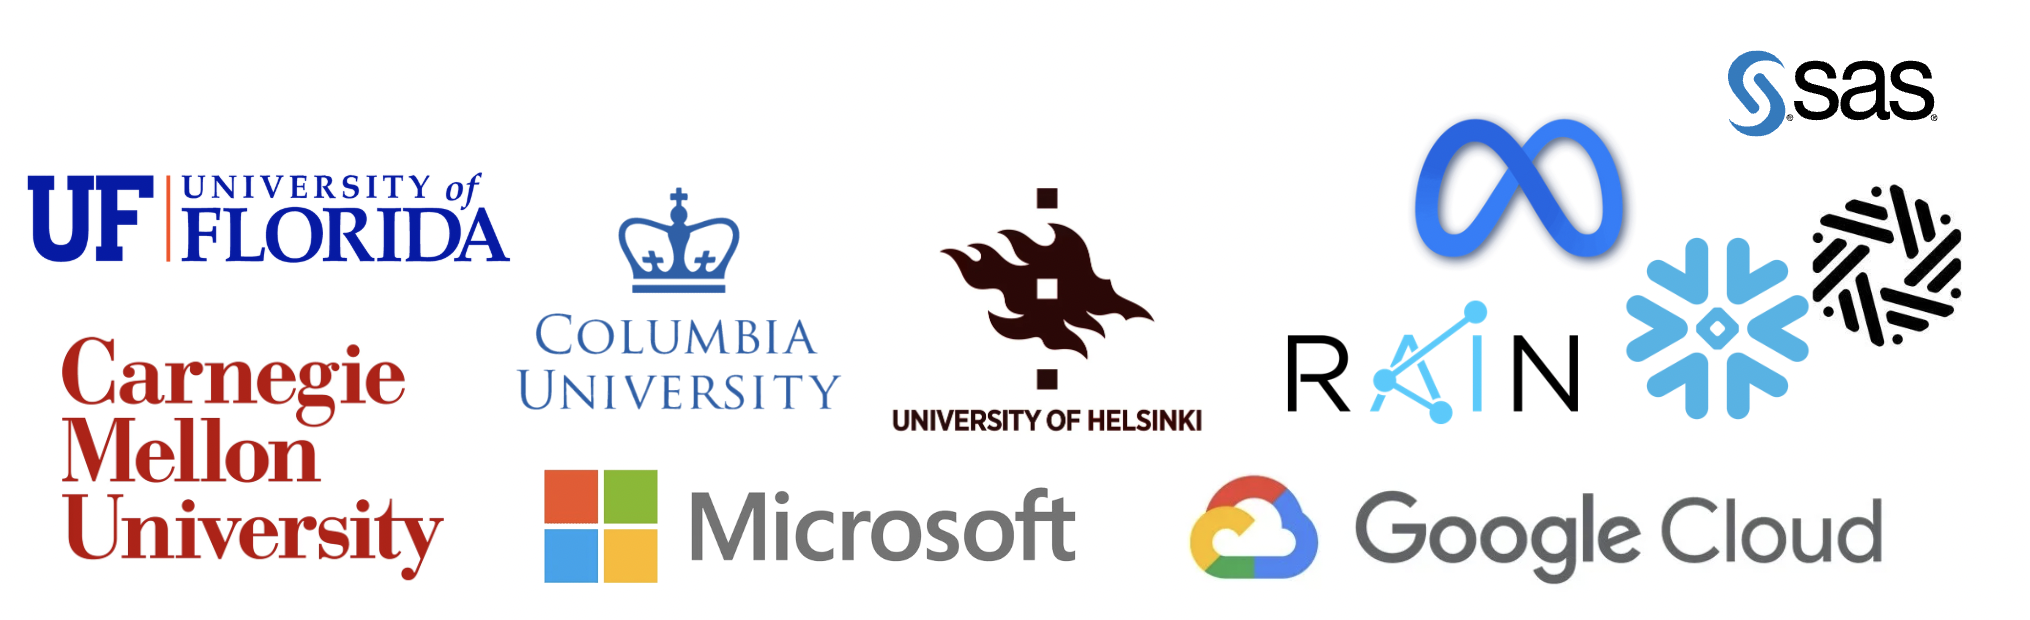 sas
UF UNIVERSITY of
FLORIDA
COLUMBIA
UNIVERSITY
UNIVERSITY OF HELSINKI
RAIN
Carnegie
Mellon
University
Microsoft
Google Cloud